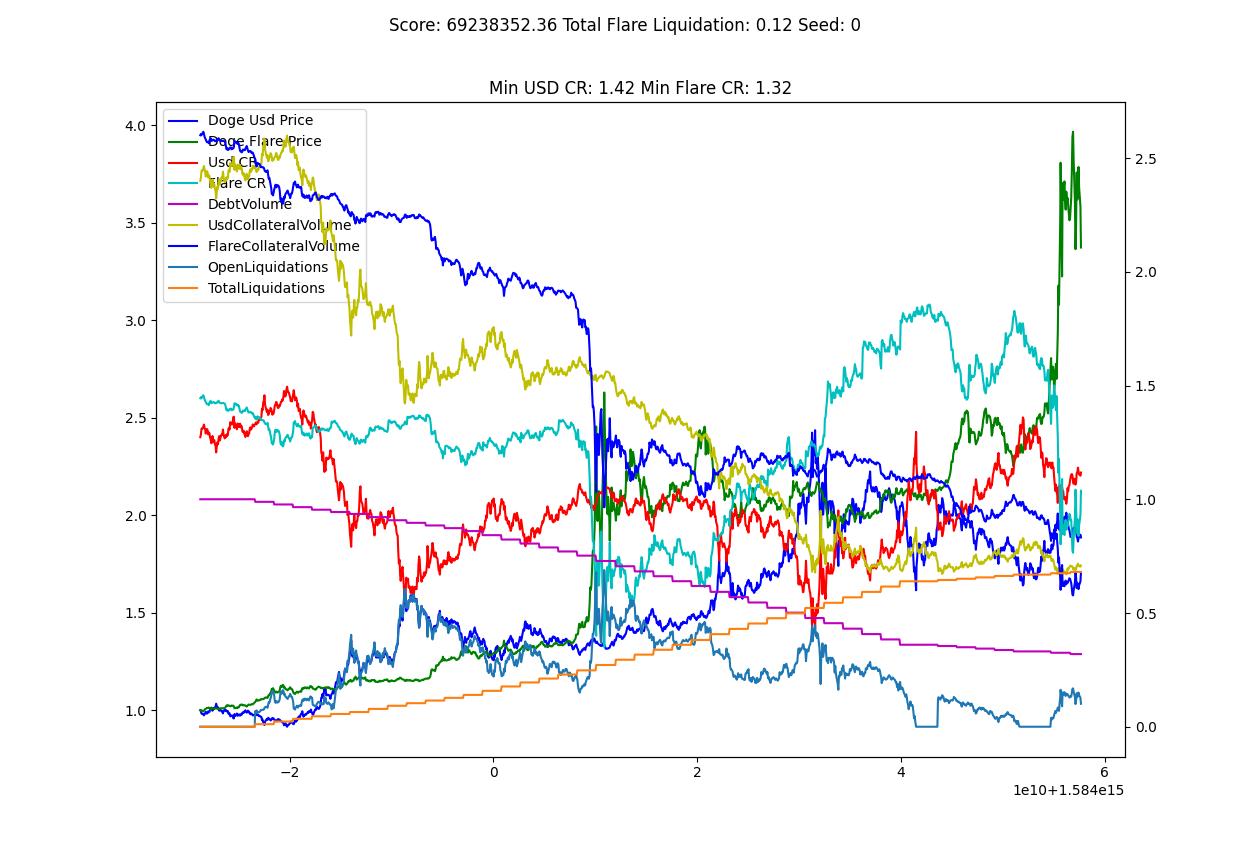 Score: 69238352.36 Total Flare Liquidation: 0.12 Seed: 0
Min USD CR: 1.42 Min Flare CR: 1.32
Doge Usd Price
Doge Flare Price
Usd CR
Flare CR
DebtVolume
UsdCollateralVolume
FlareCollateralVolume
OpenLiquidations
TotalLiquidations
4.0
3.5
3.0
2.5
2.0
1.5
1.0
2.5
2.0
1.5
1.0
0.5
0.0
−2
0
2
4
6
1e10+1.584e15